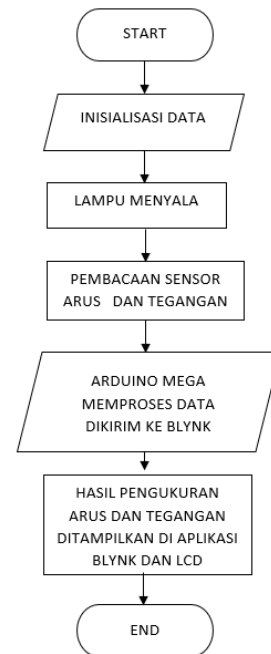 START
INISIALISASI DATA
LAMPU MENYALA
PEMBACAAN SENSOR
ARUS DAN TEGANGAN
ARDUINO MEGA
MEMPROSES DATA
DIKIRIM KE BLYNK
HASIL PENGUKURAN
ARUS DAN TEGANGAN
DITAMPILKAN DI APLIKASI
BLYNK DAN LCD
END